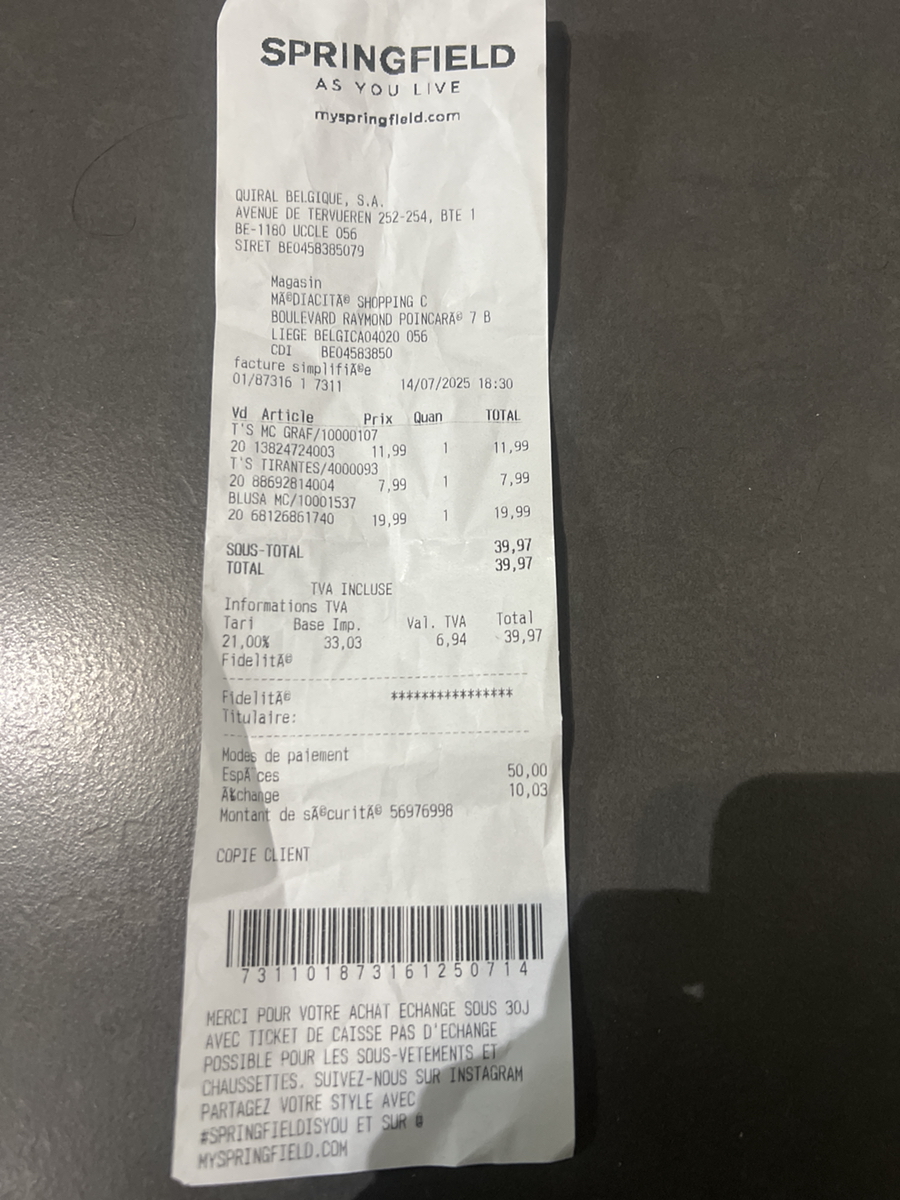 SPRINGFIELD
AS YOU LIVE
myspringfield.com
QUIRAL BELGIQUE, S.A.
AVENUE DE TERVUEREN 252-254, BTE 1
BE-1180 UCCLE 056
SIRET BE0458385079
Magasin
MÃ©DIACITÃ© SHOPPING C
BOULEVARD RAYMOND POINCARÃ© 7 B
LIEGE BELGICA04020 056
CDI BE04583850
facture simplifiÃ©e
01/87316 1 7311 14/07/2025 18:30
Vd Article Prix Quan TOTAL
T'S MC GRAF/10000107
20 13824724003 11,99 1 11,99
T'S TIRANTES/4000093
20 88692814004 7,99 1 7,99
BLUSA MC/10001537
20 68126861740 19,99 1 19,99
SOUS-TOTAL 39,97
TOTAL 39,97
TVA INCLUSE
Informations TVA
Tari Base Imp. Val. TVA Total
21,00% 33,03 6,94 39,97
FidelitÃ©
FidelitÃ© ****************
Titulaire:
Modes de paiement
EspÃ ces 50,00
Ã‰change 10,03
Montant de sÃ©curitÃ© 56976998
COPIE CLIENT
731101873161250714
MERCI POUR VOTRE ACHAT ECHANGE SOUS 30J
AVEC TICKET DE CAISSE PAS D'ECHANGE
POSSIBLE POUR LES SOUS-VETEMENTS ET
CHAUSSETTES. SUIVEZ-NOUS SUR INSTAGRAM
PARTAGEZ VOTRE STYLE AVEC
#SPRINGFIELDISYOU ET SUR @
MYSPRINGFIELD.COM